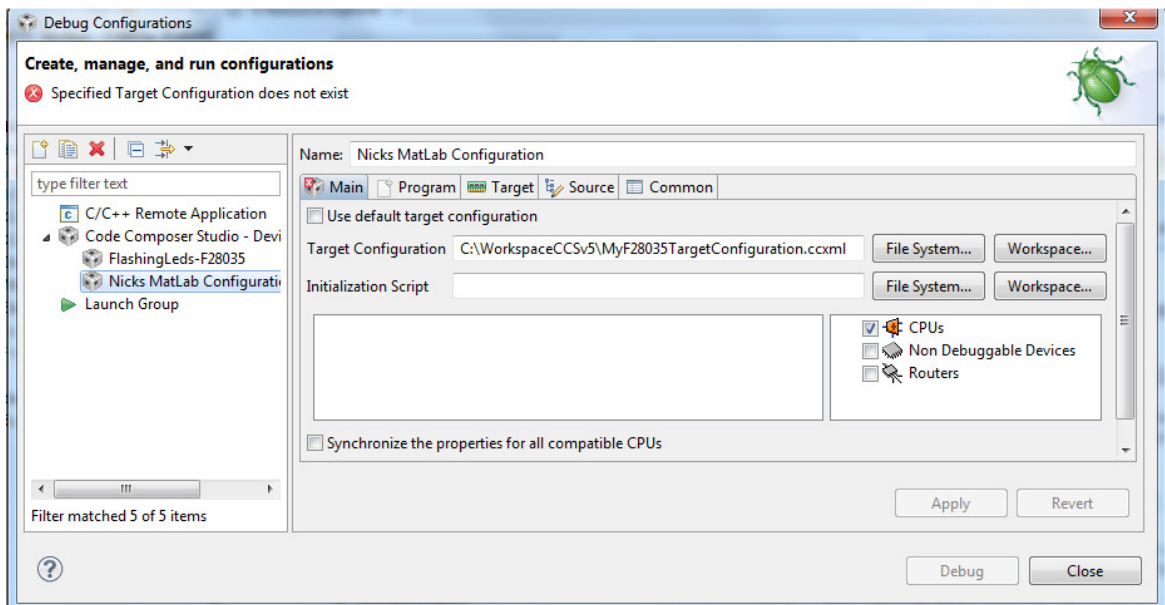 Debug Configurations
Create, manage, and run configurations
Specified Target Configuration does not exist
type filter text
C/C++ Remote Application
Code Composer Studio - Devi
FlashingLeds-F28035
Nicks MatLab Configurati
Launch Group
Filter matched 5 of 5 items
Name: Nicks MatLab Configuration
Main Program Target Source Common
Use default target configuration
Target Configuration C:\WorkspaceCCSv5\MyF28035TargetConfiguration.ccxml File System... Workspace...
Initialization Script File System... Workspace...
CPUs
Non Debuggable Devices
Routers
Synchronize the properties for all compatible CPUs
Apply Revert
Debug Close